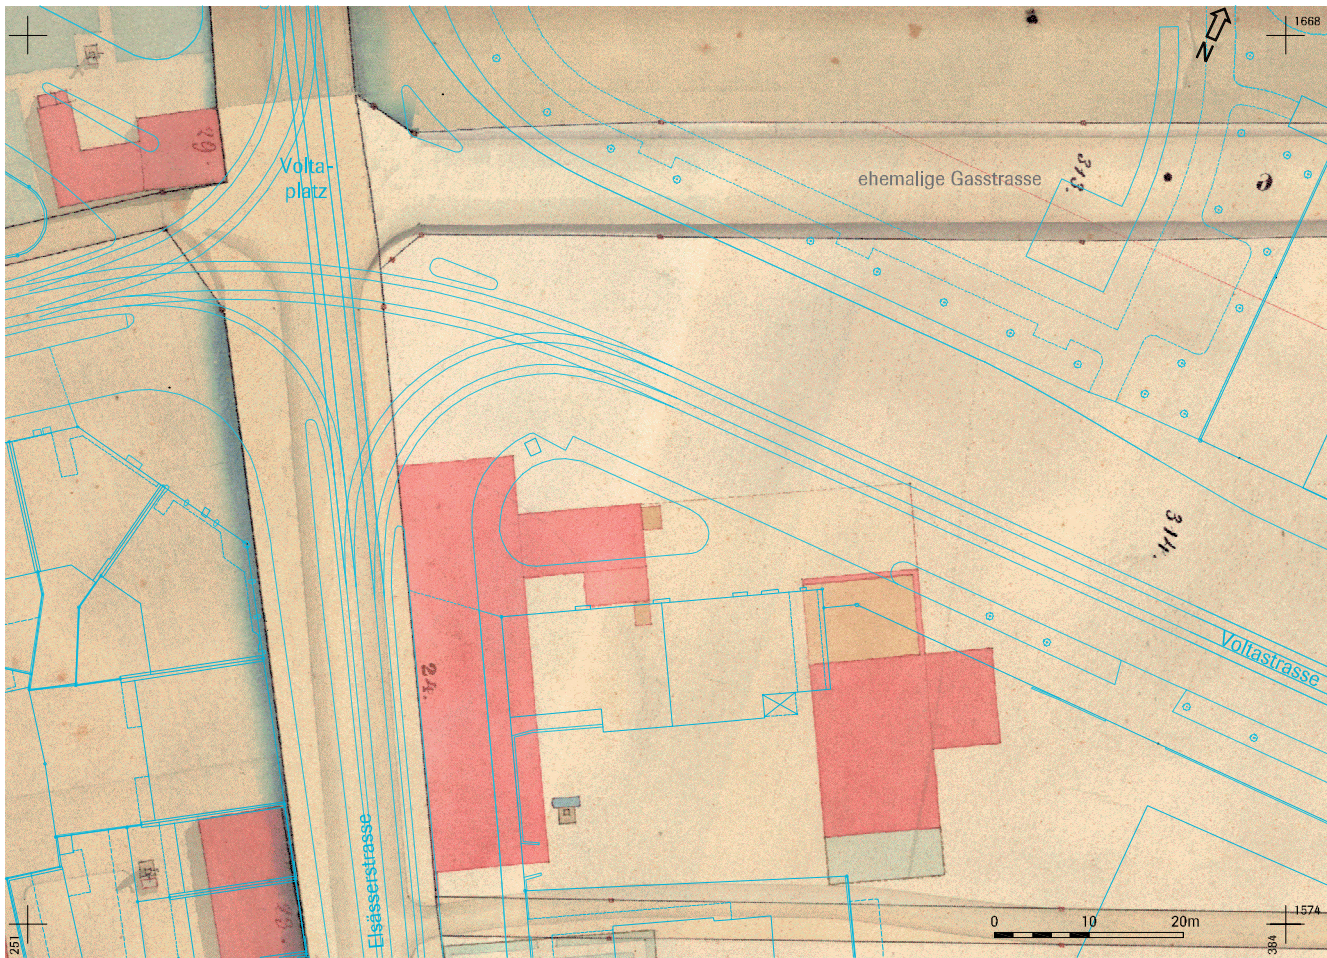 1668
N
29.
Volta-
platz
ehemalige Gasstrasse
313.
314.
24.
Voltastrasse
Elsässerstrasse
0 10 20m
1574
251
384